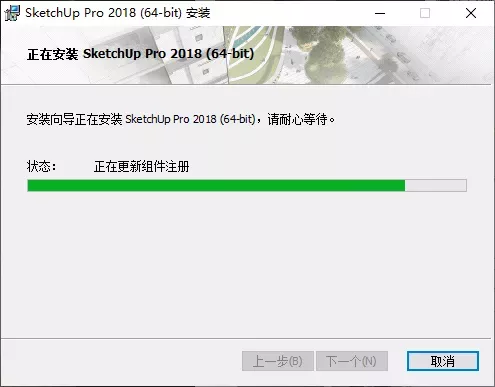 SketchUp Pro 2018 (64-bit) 安装
正在安装 SketchUp Pro 2018 (64-bit)
安装向导正在安装 SketchUp Pro 2018 (64-bit)，请耐心等待。
状态： 正在更新组件注册
上一步(B) 下一个(N) 取消